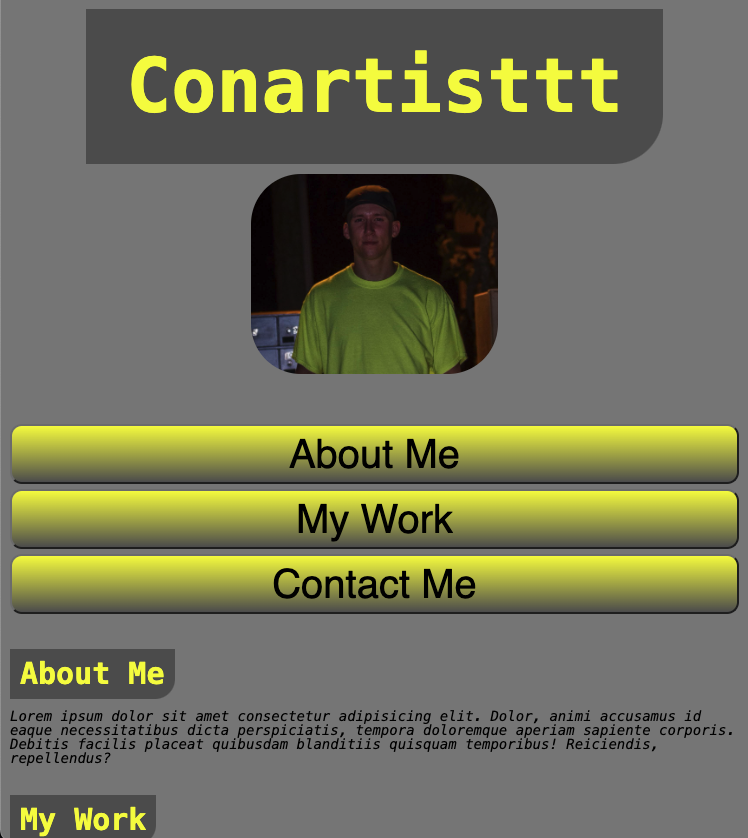 Conartisttt
About Me
My Work
Contact Me
About Me
Lorem ipsum dolor sit amet consectetur adipisicing elit. Dolor, animi accusamus id
eaque necessitatibus dicta perspiciatis, tempora doloremque aperiam sapiente corporis.
Debitis facilis placeat quibusdam blanditiis quisquam temporibus! Reiciendis,
repellendus?
My Work